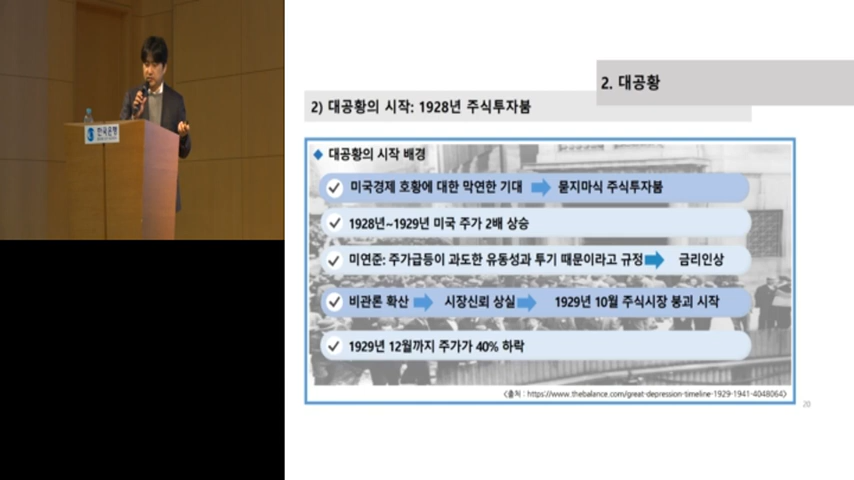 2. 대공황
2) 대공황의 시작: 1928년 주식투자붐
대공황의 시작 배경
미국경제 호황에 대한 막연한 기대 묻지마식 주식투자붐
1928년~1929년 미국 주가 2배 상승
미연준: 주가급등이 과도한 유동성과 투기 때문이라고 규정 금리인상
비관론 확산 시장신뢰 상실 1929년 10월 주식시장 붕괴 시작
1929년 12월까지 주가가 40% 하락
<출처 : https://www.thebalance.com/great-depression-timeline-1929-1941-4048064>
20
한국은행